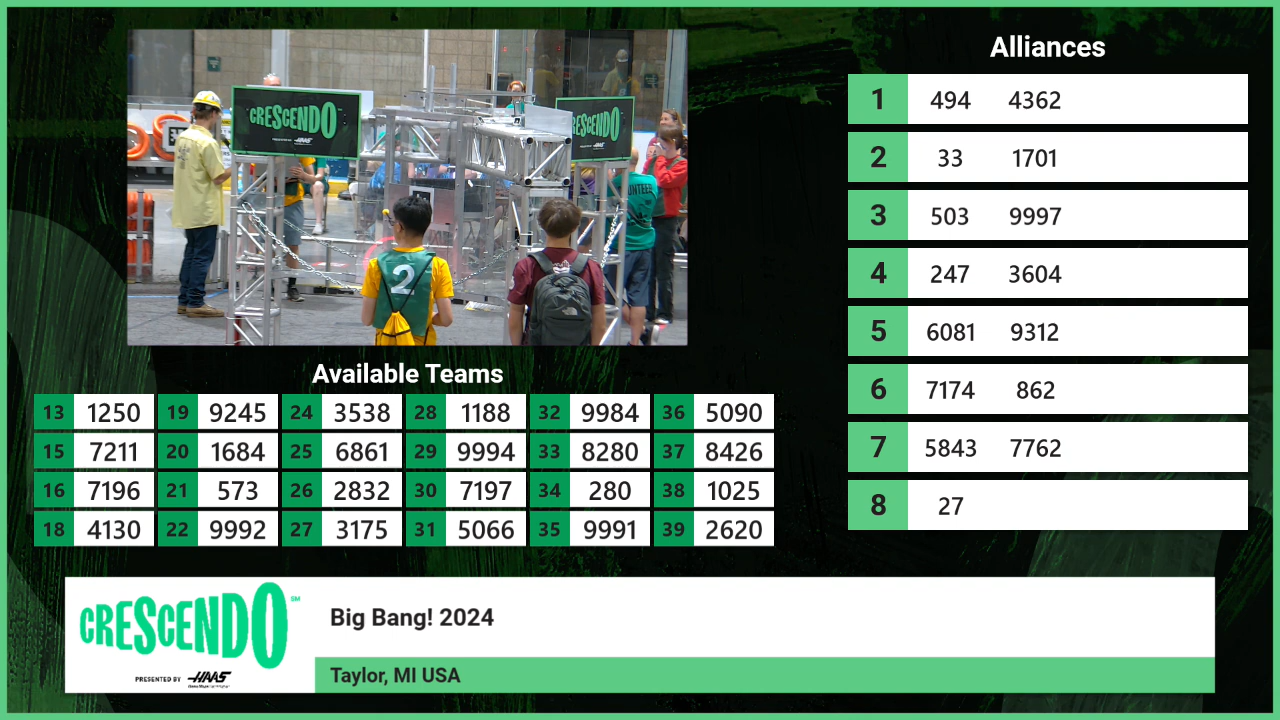 CRESCENDO
CRESCENDO
2
Alliances
1 494 4362
2 33 1701
3 503 9997
4 247 3604
5 6081 9312
6 7174 862
7 5843 7762
8 27
Available Teams
13 1250 19 9245 24 3538 28 1188 32 9984 36 5090
15 7211 20 1684 25 6861 29 9994 33 8280 37 8426
16 7196 21 573 26 2832 30 7197 34 280 38 1025
18 4130 22 9992 27 3175 31 5066 35 9991 39 2620
CRESCENDO SM
PRESENTED BY HAAS
Big Bang! 2024
Taylor, MI USA